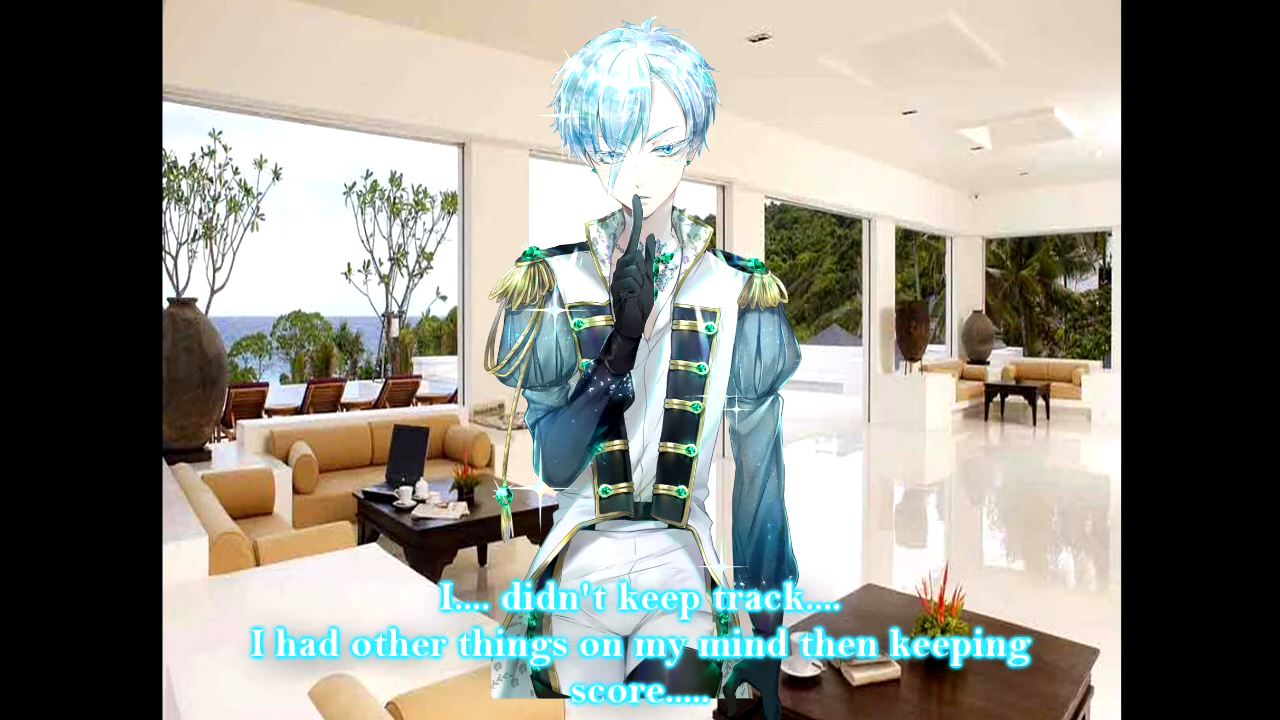 I.... didn't keep track....
I had other things on my mind then keeping
score.....